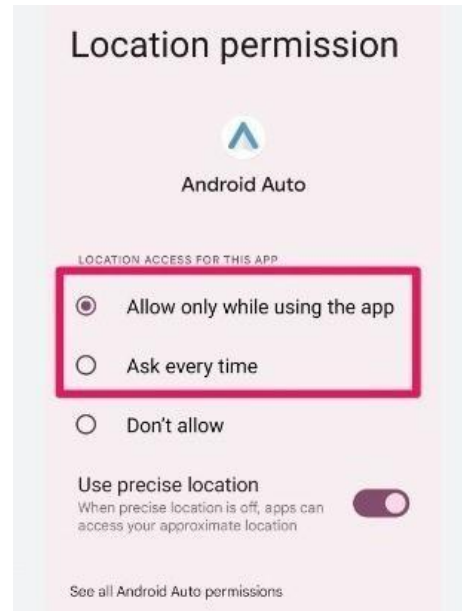 Location permission
Android Auto
LOCATION ACCESS FOR THIS APP
Allow only while using the app
Ask every time
Don't allow
Use precise location
When precise location is off, apps can
access your approximate location
See all Android Auto permissions